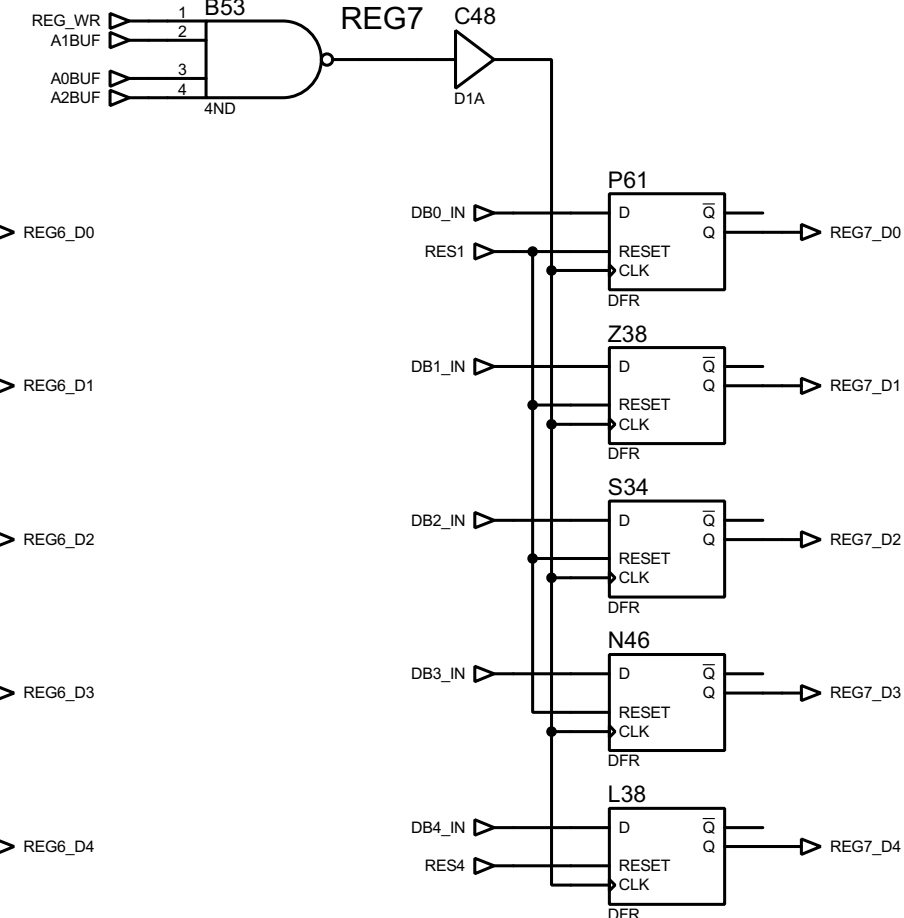 B53
REG7
C48
REG_WR
1
A1BUF
2
A0BUF
3
A2BUF
4
4ND
D1A
P61
DB0_IN
D
Q
Q
REG6_D0
REG7_D0
RES1
RESET
CLK
DFR
Z38
DB1_IN
D
Q
Q
REG6_D1
REG7_D1
RESET
CLK
DFR
S34
DB2_IN
D
Q
Q
REG6_D2
REG7_D2
RESET
CLK
DFR
N46
DB3_IN
D
Q
Q
REG6_D3
REG7_D3
RESET
CLK
DFR
L38
DB4_IN
D
Q
Q
REG6_D4
REG7_D4
RES4
RESET
CLK
DFR